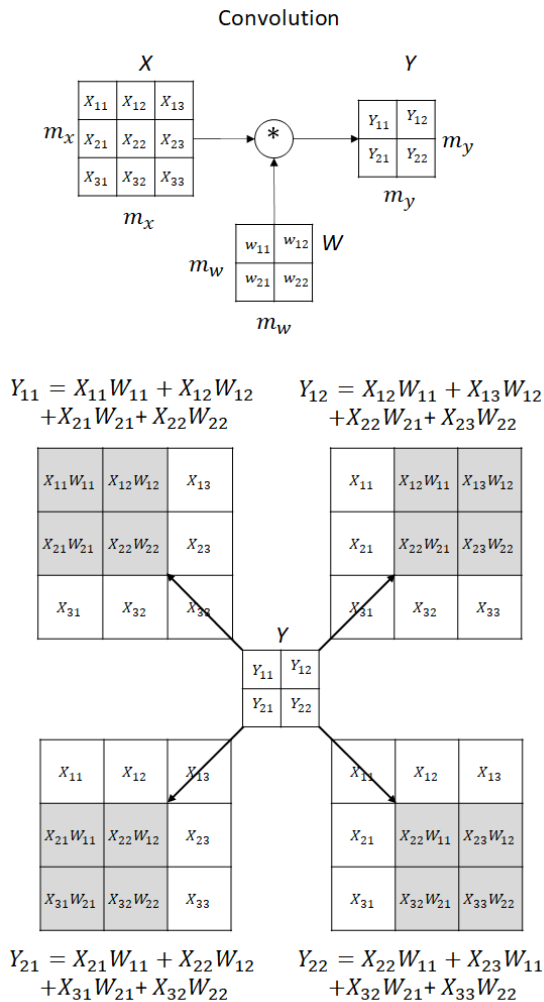 Convolution
X Y
X₁₁ X₁₂ X₁₃
Y₁₁ Y₁₂
mₓ X₂₁ X₂₂ X₂₃ * m_y
Y₂₁ Y₂₂
X₃₁ X₃₂ X₃₃
m_y
mₓ
w₁₁ w₁₂ W
m_w
w₂₁ w₂₂
m_w
Y₁₁ = X₁₁W₁₁ + X₁₂W₁₂
+X₂₁W₂₁+ X₂₂W₂₂
Y₁₂ = X₁₂W₁₁ + X₁₃W₁₂
+X₂₂W₂₁+ X₂₃W₂₂
X₁₁W₁₁ X₁₂W₁₂ X₁₃
X₂₁W₂₁ X₂₂W₂₂ X₂₃
X₃₁ X₃₂ X₃₃
X₁₁ X₁₂W₁₁ X₁₃W₁₂
X₂₁ X₂₂W₂₁ X₂₃W₂₂
X₃₁ X₃₂ X₃₃
Y
Y₁₁ Y₁₂
Y₂₁ Y₂₂
X₁₁ X₁₂ X₁₃
X₂₁W₁₁ X₂₂W₁₂ X₂₃
X₃₁W₂₁ X₃₂W₂₂ X₃₃
X₁₁ X₁₂ X₁₃
X₂₁ X₂₂W₁₁ X₂₃W₁₂
X₃₁ X₃₂W₂₁ X₃₃W₂₂
Y₂₁ = X₂₁W₁₁ + X₂₂W₁₂
+X₃₁W₂₁+ X₃₂W₂₂
Y₂₂ = X₂₂W₁₁ + X₂₃W₁₁
+X₃₂W₂₁+ X₃₃W₂₂